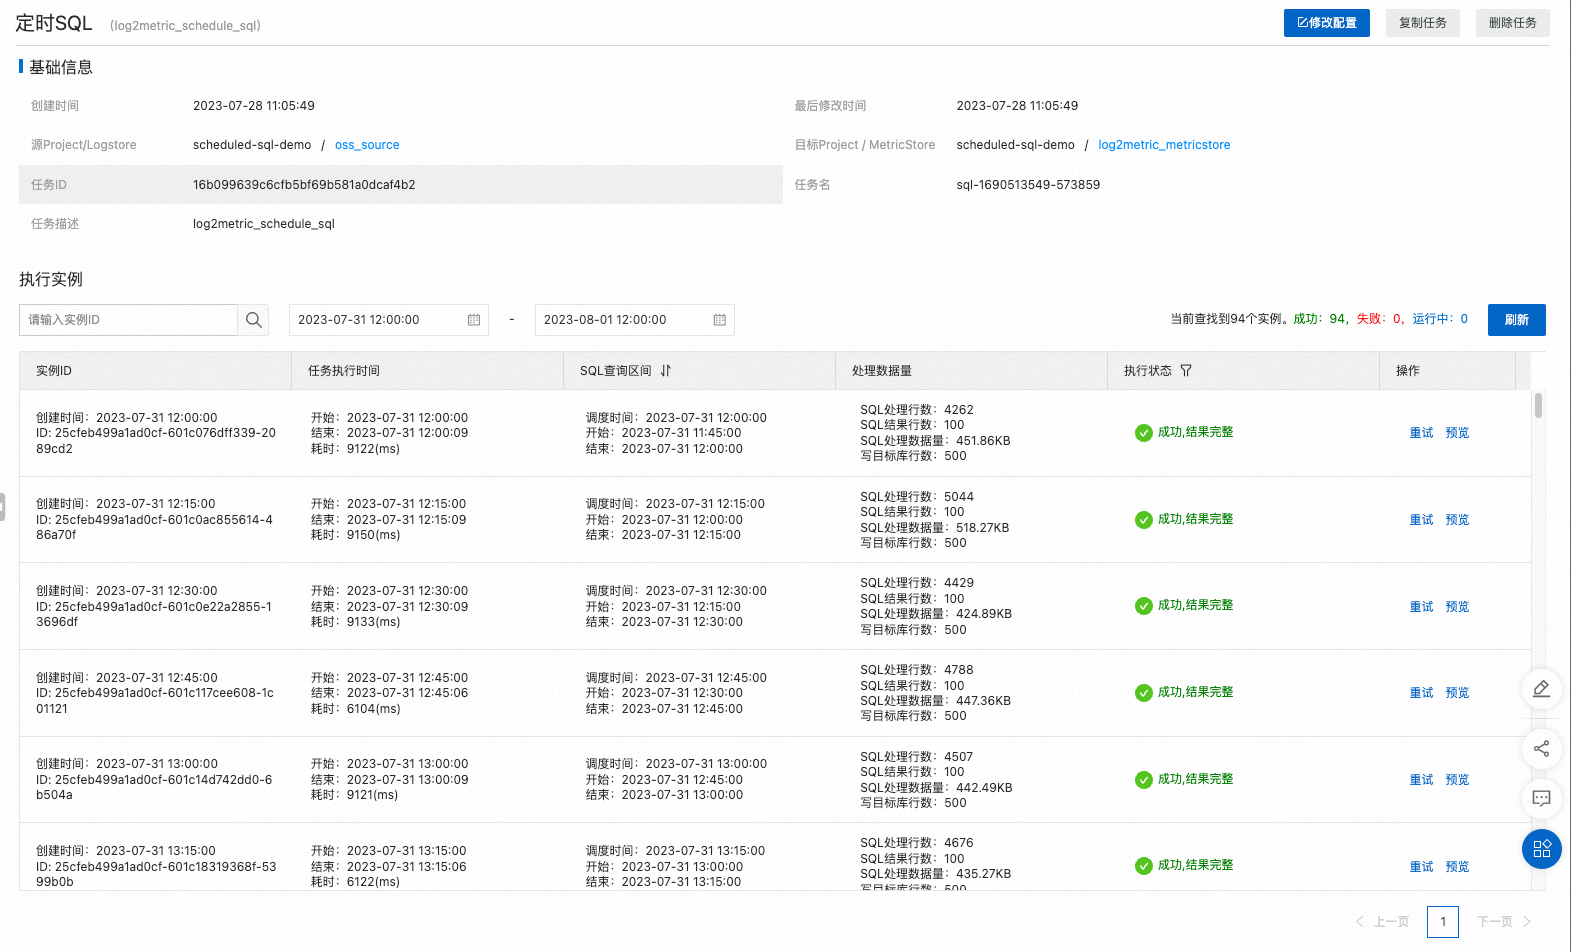 定时SQL (log2metric_schedule_sql) 修改配置 复制任务 删除任务
基础信息
创建时间 2023-07-28 11:05:49 最后修改时间 2023-07-28 11:05:49
源Project/Logstore scheduled-sql-demo / oss_source 目标Project / MetricStore scheduled-sql-demo / log2metric_metricstore
任务ID 16b099639c6cfb5bf69b581a0dcaf4b2 任务名 sql-1690513549-573859
任务描述 log2metric_schedule_sql
执行实例
请输入实例ID 2023-07-31 12:00:00 - 2023-08-01 12:00:00 当前查找到94个实例。成功：94，失败：0，运行中：0 刷新
实例ID 任务执行时间 SQL查询区间 处理数据量 执行状态 操作
创建时间：2023-07-31 12:00:00
ID: 25cfeb499a1ad0cf-601c076dff339-20
89cd2
开始：2023-07-31 12:00:00
结束：2023-07-31 12:00:09
耗时：9122(ms)
调度时间：2023-07-31 12:00:00
开始：2023-07-31 11:45:00
结束：2023-07-31 12:00:00
SQL处理行数：4262
SQL结果行数：100
SQL处理数据量：451.86KB
写目标库行数：500
成功,结果完整
重试 预览
创建时间：2023-07-31 12:15:00
ID: 25cfeb499a1ad0cf-601c0ac855614-4
86a70f
开始：2023-07-31 12:15:00
结束：2023-07-31 12:15:09
耗时：9150(ms)
调度时间：2023-07-31 12:15:00
开始：2023-07-31 12:00:00
结束：2023-07-31 12:15:00
SQL处理行数：5044
SQL结果行数：100
SQL处理数据量：518.27KB
写目标库行数：500
成功,结果完整
重试 预览
创建时间：2023-07-31 12:30:00
ID: 25cfeb499a1ad0cf-601c0e22a2855-1
3696df
开始：2023-07-31 12:30:00
结束：2023-07-31 12:30:09
耗时：9133(ms)
调度时间：2023-07-31 12:30:00
开始：2023-07-31 12:15:00
结束：2023-07-31 12:30:00
SQL处理行数：4429
SQL结果行数：100
SQL处理数据量：424.89KB
写目标库行数：500
成功,结果完整
重试 预览
创建时间：2023-07-31 12:45:00
ID: 25cfeb499a1ad0cf-601c117cee608-1c
01121
开始：2023-07-31 12:45:00
结束：2023-07-31 12:45:06
耗时：6104(ms)
调度时间：2023-07-31 12:45:00
开始：2023-07-31 12:30:00
结束：2023-07-31 12:45:00
SQL处理行数：4788
SQL结果行数：100
SQL处理数据量：447.36KB
写目标库行数：500
成功,结果完整
重试 预览
创建时间：2023-07-31 13:00:00
ID: 25cfeb499a1ad0cf-601c14d742dd0-6
b504a
开始：2023-07-31 13:00:00
结束：2023-07-31 13:00:09
耗时：9121(ms)
调度时间：2023-07-31 13:00:00
开始：2023-07-31 12:45:00
结束：2023-07-31 13:00:00
SQL处理行数：4507
SQL结果行数：100
SQL处理数据量：442.49KB
写目标库行数：500
成功,结果完整
重试 预览
创建时间：2023-07-31 13:15:00
ID: 25cfeb499a1ad0cf-601c18319368f-53
99b0b
开始：2023-07-31 13:15:00
结束：2023-07-31 13:15:06
耗时：6122(ms)
调度时间：2023-07-31 13:15:00
开始：2023-07-31 13:00:00
结束：2023-07-31 13:15:00
SQL处理行数：4676
SQL结果行数：100
SQL处理数据量：435.27KB
写目标库行数：500
成功,结果完整
重试 预览
上一页 1 下一页